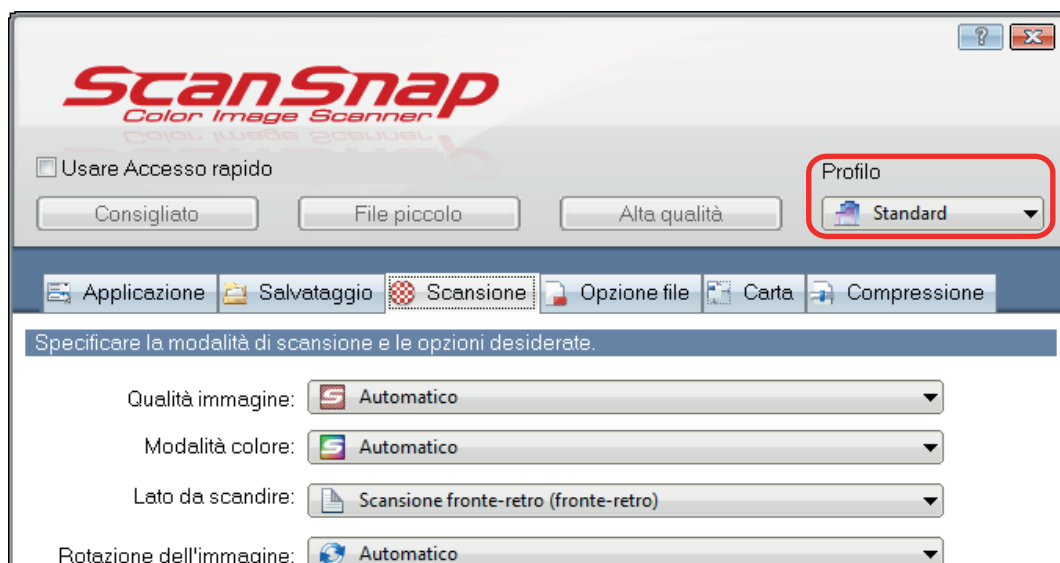 ScanSnap
Color Image Scanner
Usare Accesso rapido
Profilo
Consigliato File piccolo Alta qualità Standard
Applicazione Salvataggio Scansione Opzione file Carta Compressione
Specificare la modalità di scansione e le opzioni desiderate.
Qualità immagine: Automatico
Modalità colore: Automatico
Lato da scandire: Scansione fronte-retro (fronte-retro)
Rotazione dell'immagine: Automatico